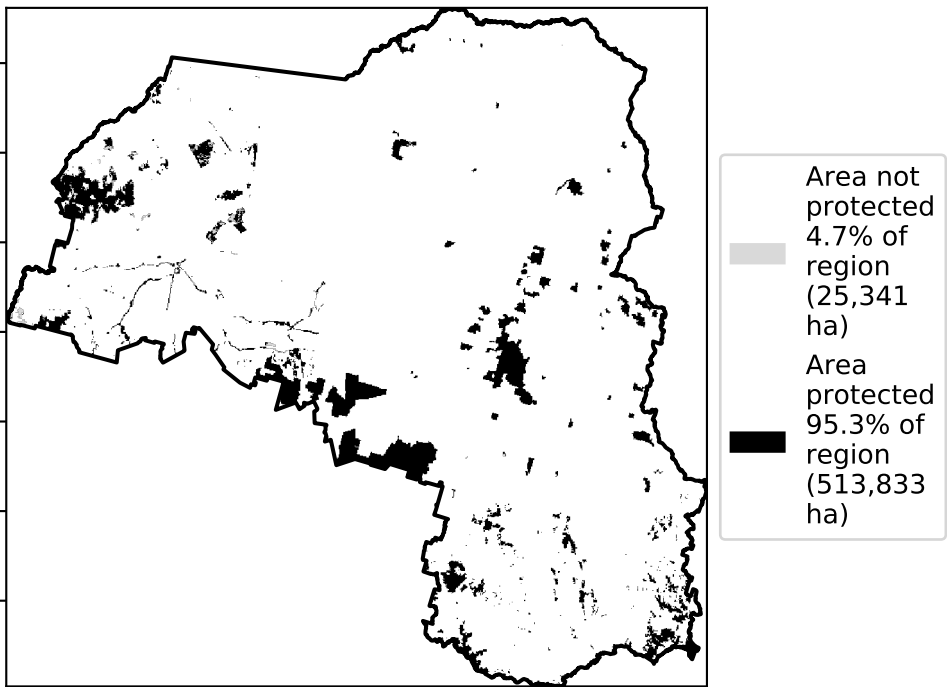 Area not
protected
4.7% of
region
(25,341
ha)
Area
protected
95.3% of
region
(513,833
ha)